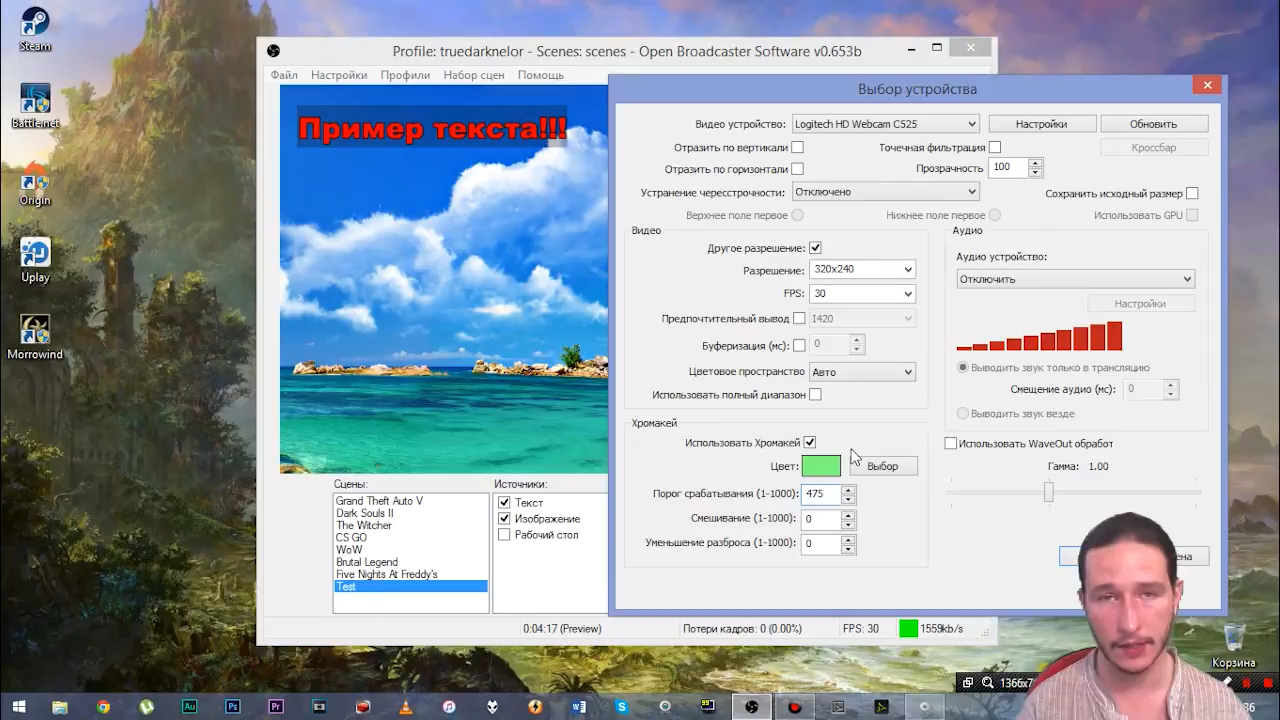 Steam
Battle.net
Origin
Uplay
Morrowind
Profile: truedarknelor - Scenes: scenes - Open Broadcaster Software v0.653b
Файл Настройки Профили Набор сцен Помощь
Пример текста!!!
Сцены:
Grand Theft Auto V
Dark Souls II
The Witcher
CS GO
WoW
Brutal Legend
Five Nights At Freddy's
Test
Источники:
Текст
Изображение
Рабочий стол
0:04:17 (Preview) Потери кадров: 0 (0.00%) FPS: 30 1559kb/s
Выбор устройства
Видео устройство: Logitech HD Webcam C525 Настройки Обновить
Отразить по вертикали Точечная фильтрация Кроссбар
Отразить по горизонтали Прозрачность 100
Устранение чересстрочности: Отключено Сохранить исходный размер
Верхнее поле первое Нижнее поле первое Использовать GPU
Видео
Другое разрешение:
Разрешение: 320x240
FPS: 30
Предпочтительный вывод I420
Буферизация (мс): 0
Цветовое пространство Авто
Использовать полный диапазон
Аудио
Аудио устройство:
Отключить
Настройки
Выводить звук только в трансляцию
Смещение аудио (мс): 0
Выводить звук везде
Хромакей
Использовать Хромакей
Цвет: Выбор
Порог срабатывания (1-1000): 475
Смешивание (1-1000): 0
Уменьшение разброса (1-1000): 0
Использовать WaveOut обработ
Гамма: 1.00
Корзина
Au Ps Pr